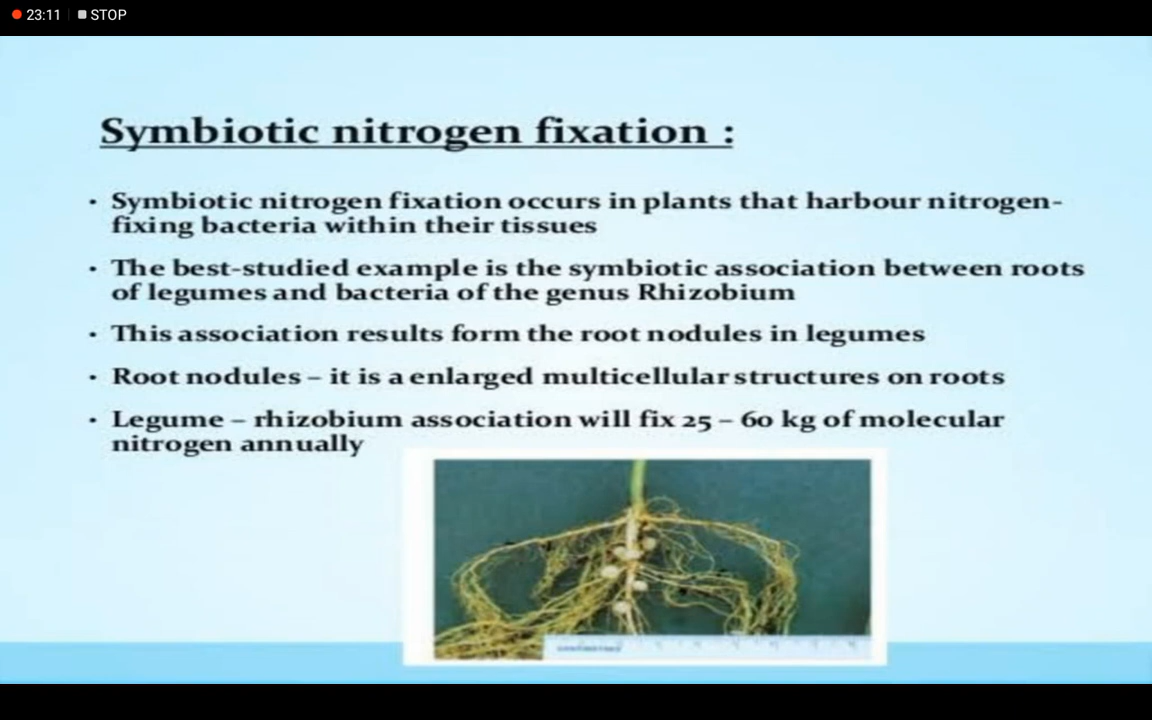 23:11 STOP
Symbiotic nitrogen fixation :
• Symbiotic nitrogen fixation occurs in plants that harbour nitrogen-
fixing bacteria within their tissues
• The best-studied example is the symbiotic association between roots
of legumes and bacteria of the genus Rhizobium
• This association results form the root nodules in legumes
• Root nodules – it is a enlarged multicellular structures on roots
• Legume – rhizobium association will fix 25 – 60 kg of molecular
nitrogen annually